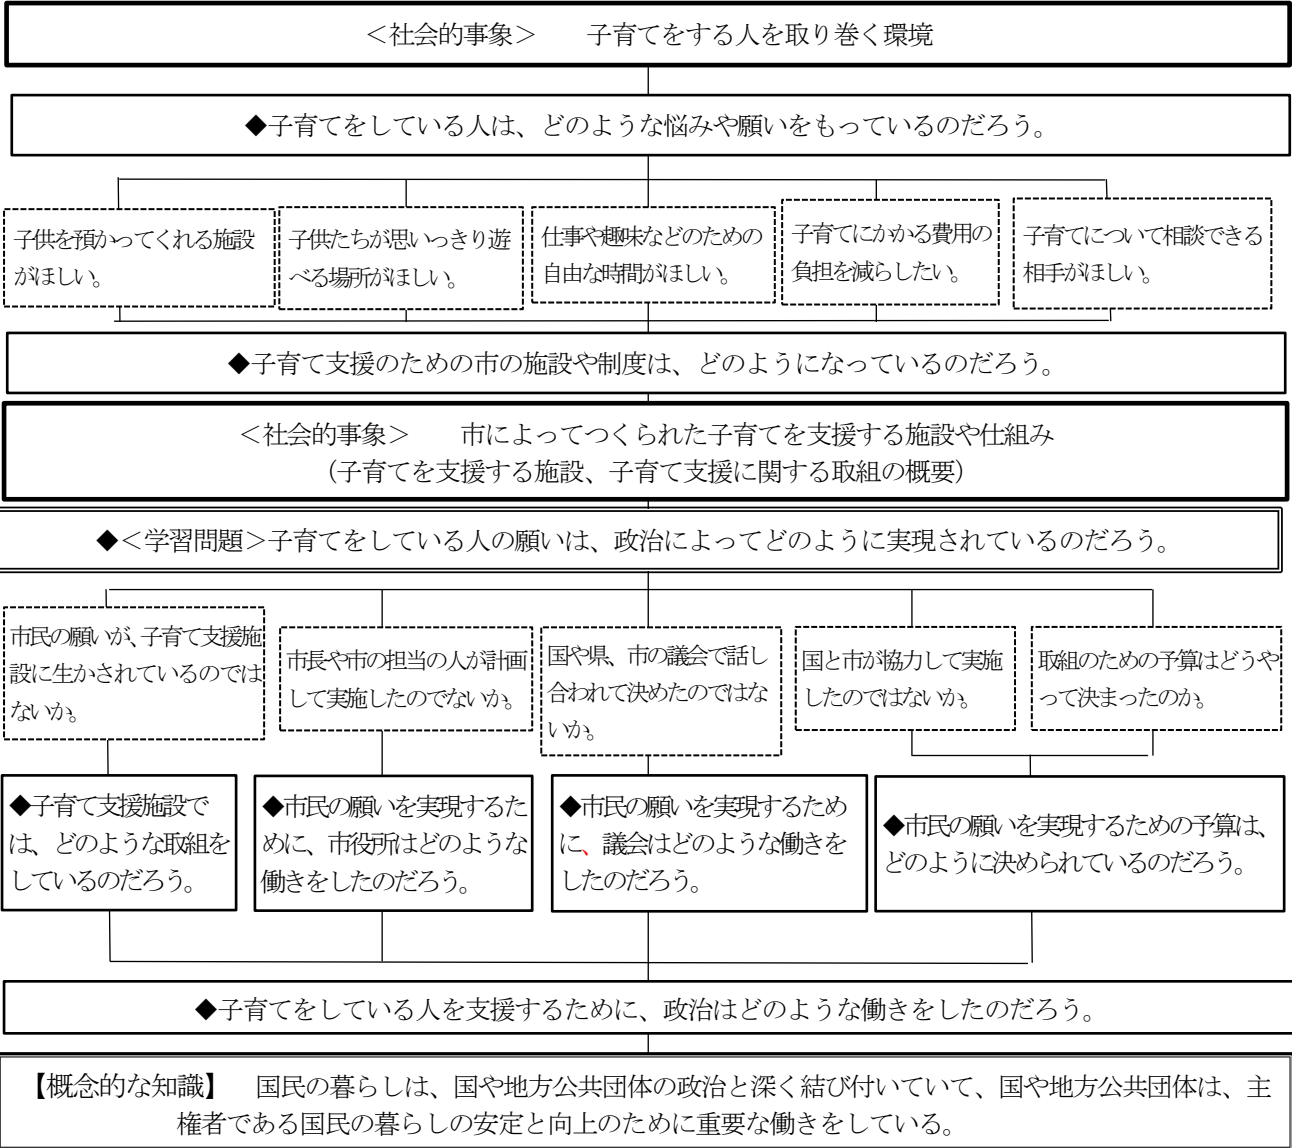 ＜社会的事象＞　　子育てをする人を取り巻く環境
◆子育てをしている人は、どのような悩みや願いをもっているのだろう。
子供を預かってくれる施設
がほしい。
子供たちが思いっきり遊
べる場所がほしい。
仕事や趣味などのための
自由な時間がほしい。
子育てにかかる費用の
負担を減らしたい。
子育てについて相談できる
相手がほしい。
◆子育て支援のための市の施設や制度は、どのようになっているのだろう。
＜社会的事象＞　　市によってつくられた子育てを支援する施設や仕組み
（子育てを支援する施設、子育て支援に関する取組の概要）
◆＜学習問題＞子育てをしている人の願いは、政治によってどのように実現されているのだろう。
市民の願いが、子育て支援施
設に生かされているのでは
ないか。
市長や市の担当の人が計画
して実施したのでないか。
国や県、市の議会で話し
合われて決めたのではな
いか。
国と市が協力して実施
したのではないか。
取組のための予算はどうや
って決まったのか。
◆子育て支援施設で
は、どのような取組を
しているのだろう。
◆市民の願いを実現するた
めに、市役所はどのような
働きをしたのだろう。
◆市民の願いを実現するため
に、議会はどのような働きを
したのだろう。
◆市民の願いを実現するための予算は、
どのように決められているのだろう。
◆子育てをしている人を支援するために、政治はどのような働きをしたのだろう。
【概念的な知識】　国民の暮らしは、国や地方公共団体の政治と深く結び付いていて、国や地方公共団体は、主
権者である国民の暮らしの安定と向上のために重要な働きをしている。